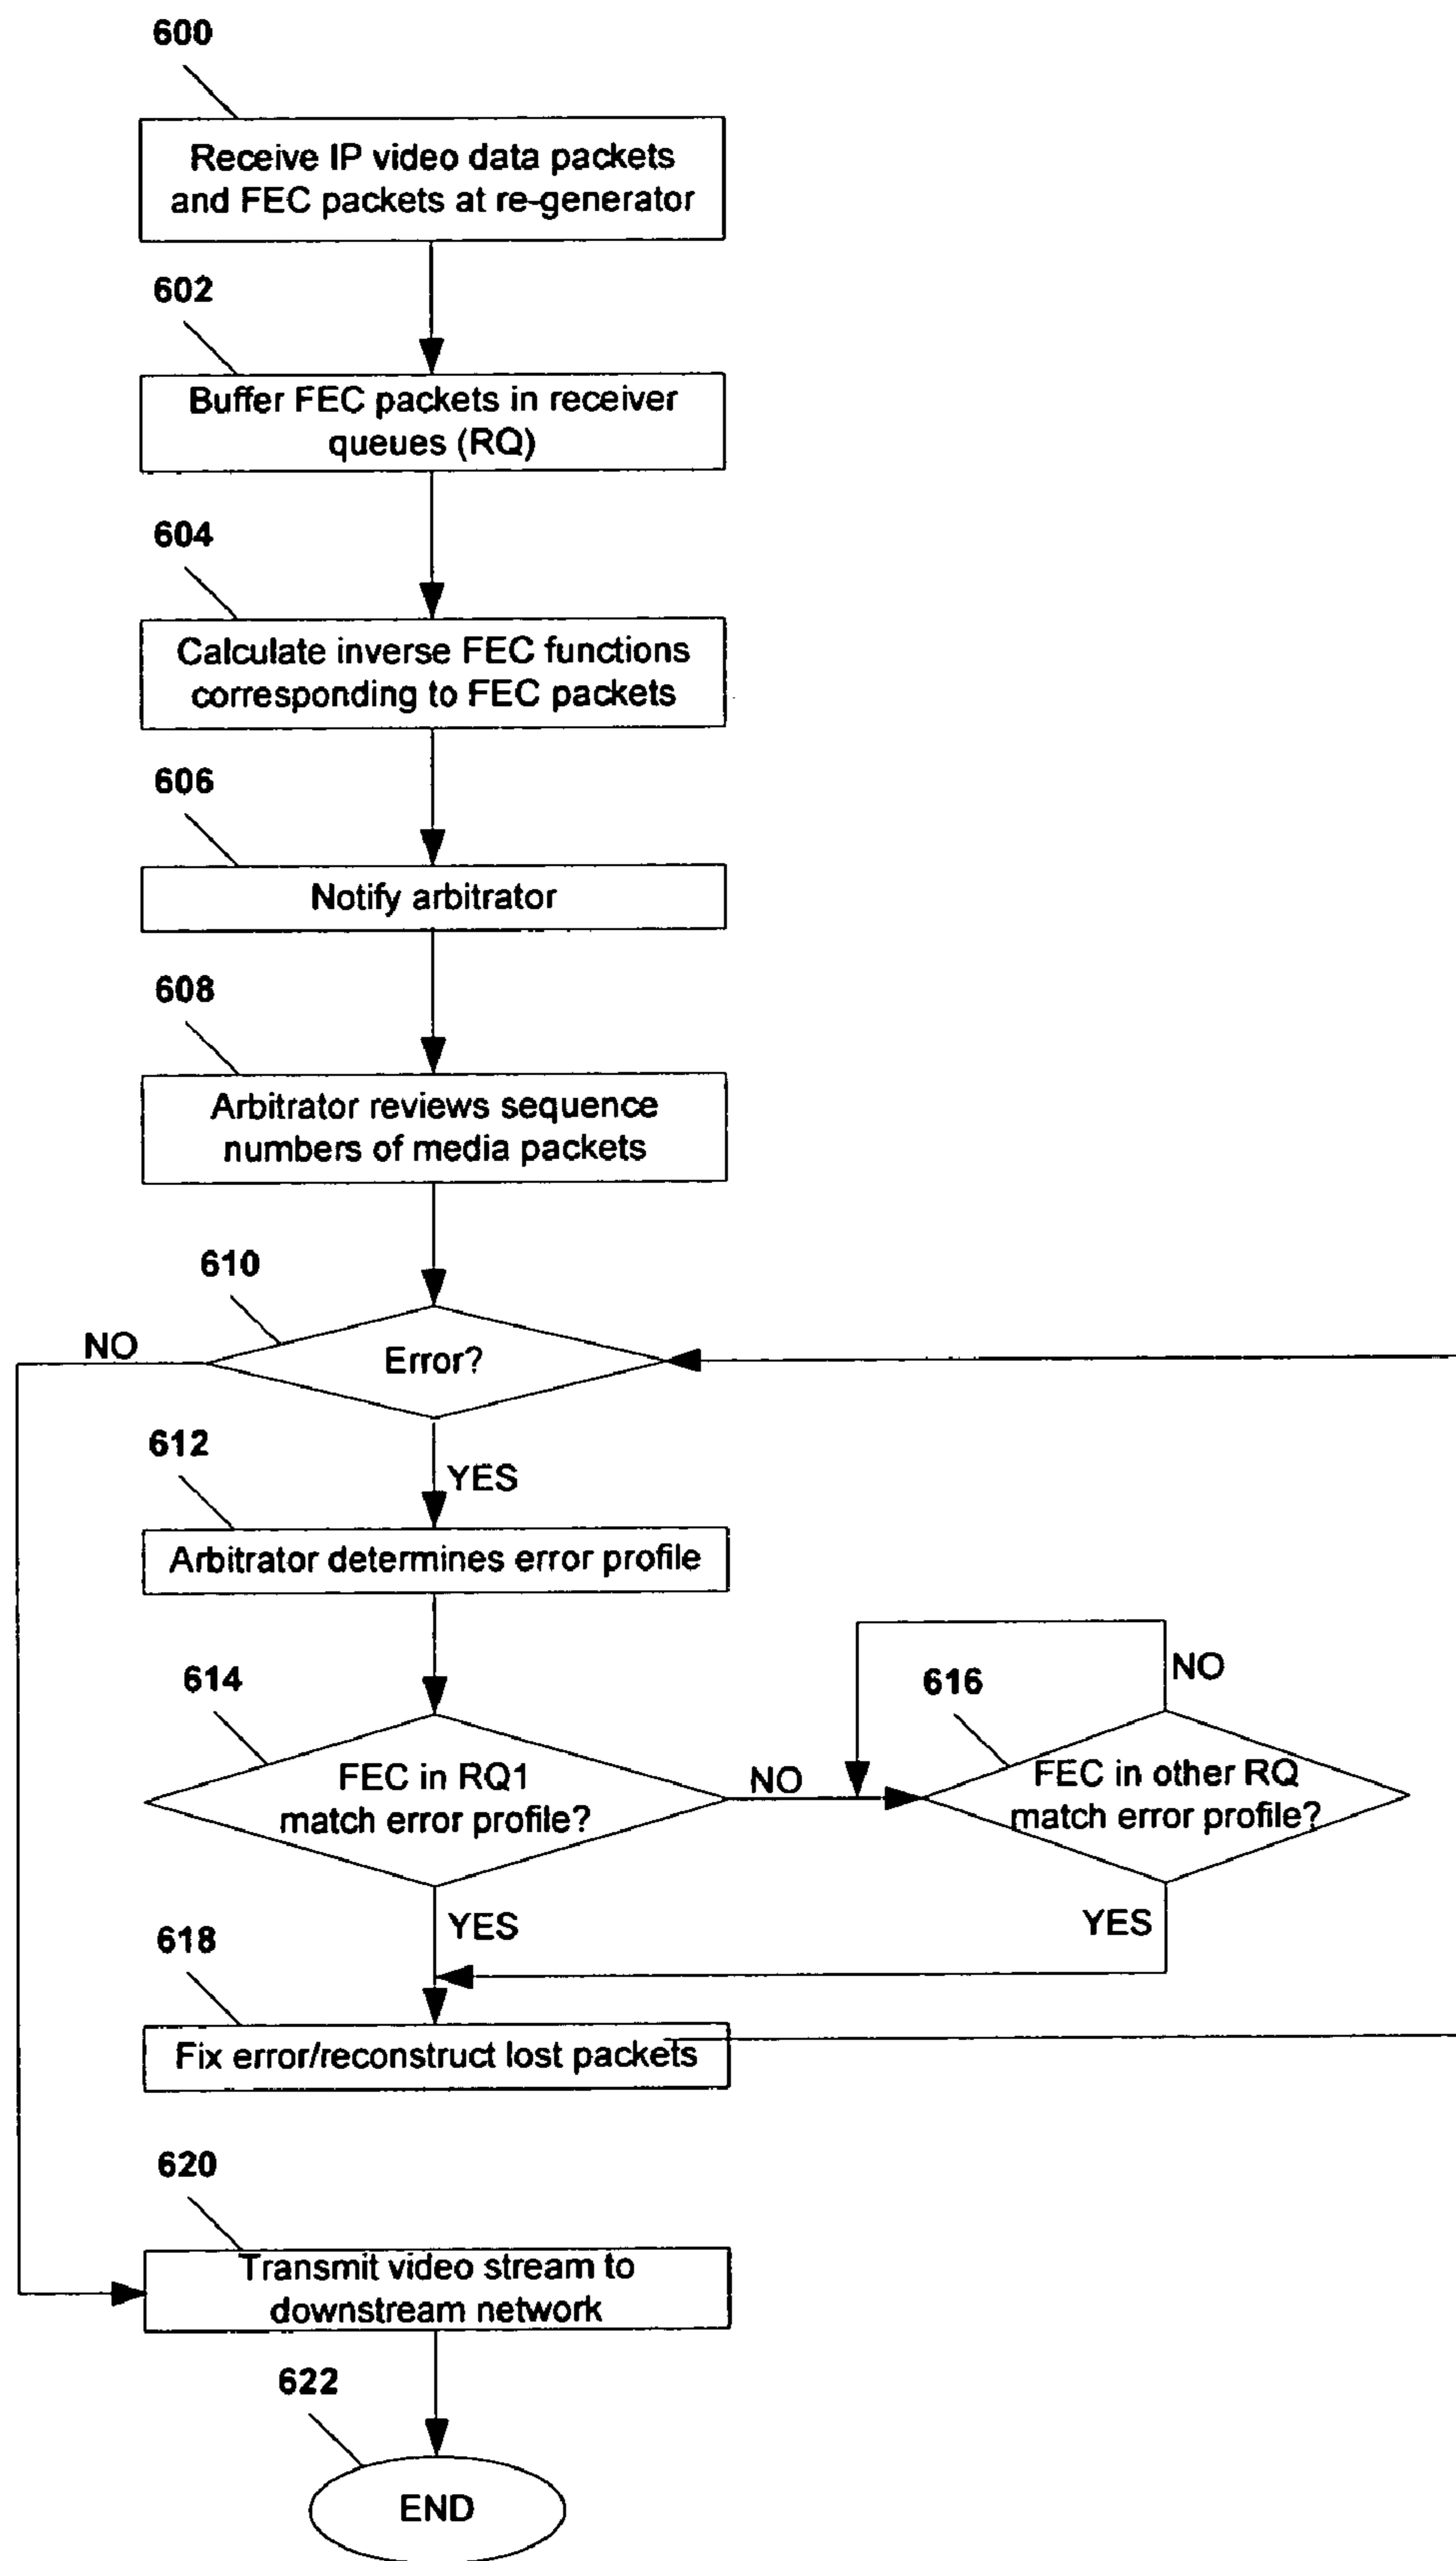 600
Receive IP video data packets
and FEC packets at re-generator
602
Buffer FEC packets in receiver
queues (RQ)
604
Calculate inverse FEC functions
corresponding to FEC packets
606
Notify arbitrator
608
Arbitrator reviews sequence
numbers of media packets
610
NO
Error?
612
YES
Arbitrator determines error profile
614
616
NO
FEC in RQ1
match error profile?
NO
FEC in other RQ
match error profile?
YES
YES
618
Fix error/reconstruct lost packets
620
Transmit video stream to
downstream network
622
END